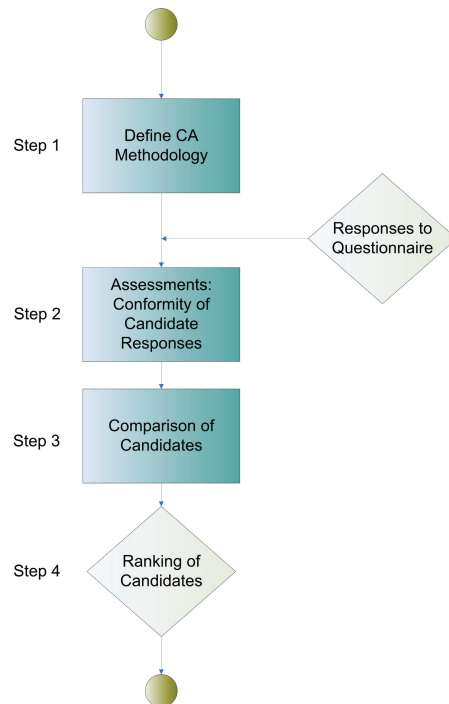 Step 1
Define CA
Methodology
Responses to
Questionnaire
Step 2
Assessments:
Conformity of
Candidate
Responses
Step 3
Comparison of
Candidates
Step 4
Ranking of
Candidates